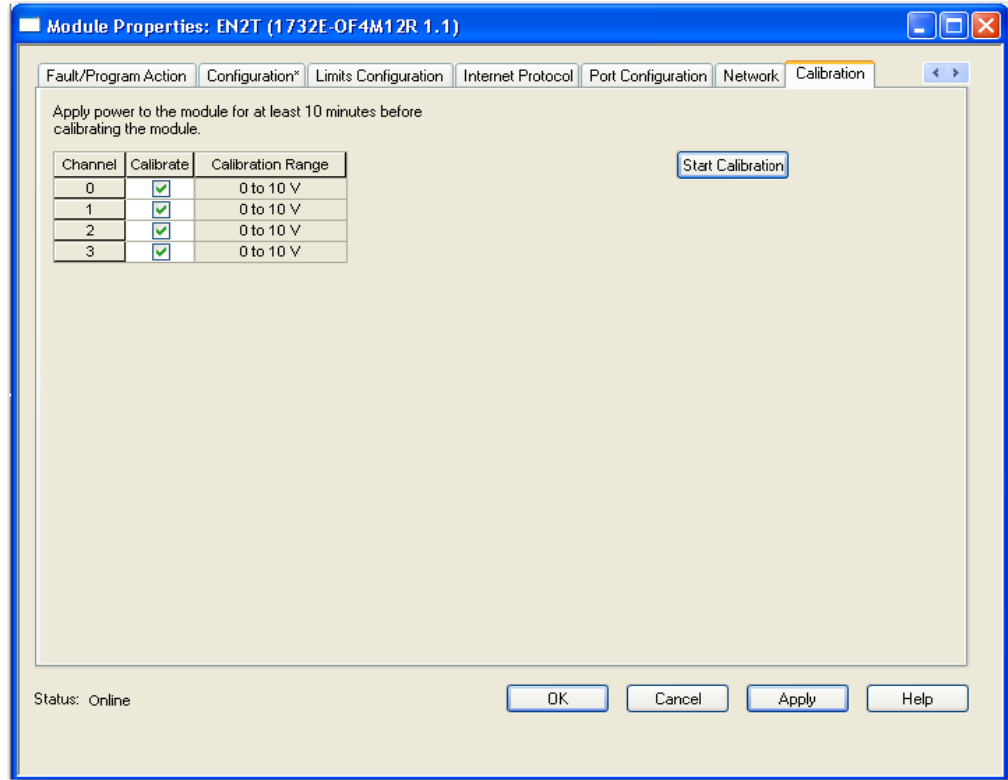 Module Properties: EN2T (1732E-OF4M12R 1.1)
Fault/Program Action Configuration* Limits Configuration Internet Protocol Port Configuration Network Calibration
Apply power to the module for at least 10 minutes before
calibrating the module.
Channel Calibrate Calibration Range
0 0 to 10 V
1 0 to 10 V
2 0 to 10 V
3 0 to 10 V
Start Calibration
Status: Online
OK Cancel Apply Help